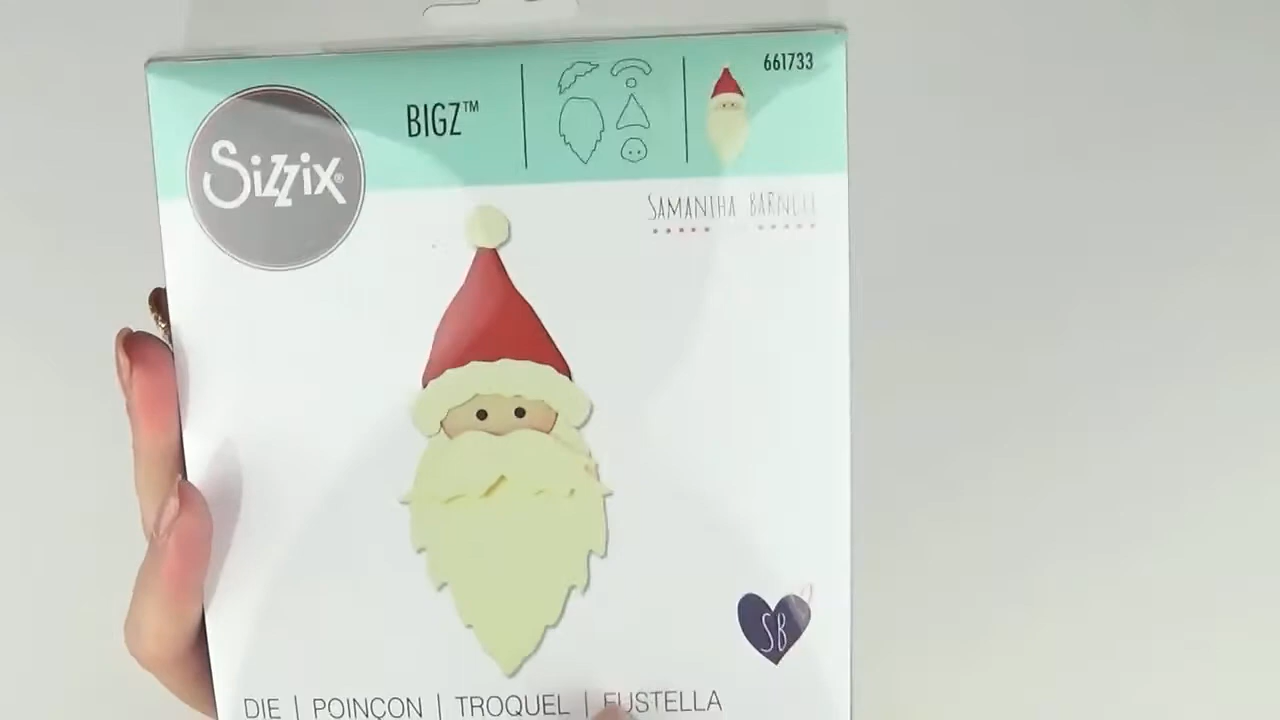 661733
BIGZ™
Sizzix®
SAMANTHA BARNETT
SB
DIE | POINÇON | TROQUEL | FUSTELLA